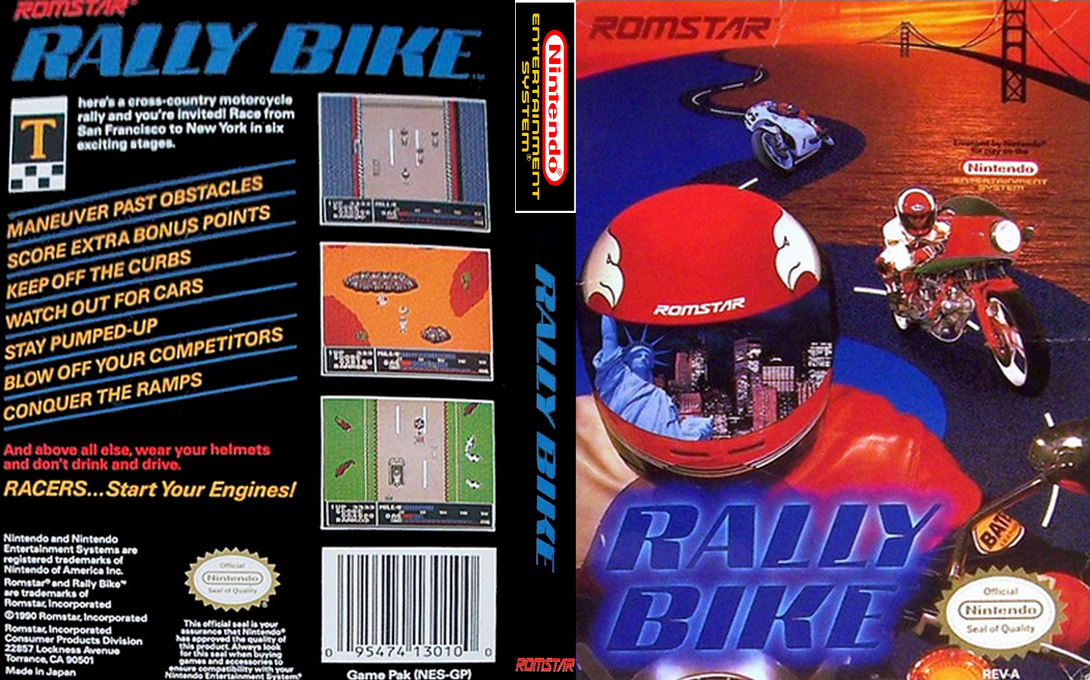 ROMSTAR
RALLY BIKE
T
here's a cross-country motorcycle
rally and you're invited! Race from
San Francisco to New York in six
exciting stages.
MANEUVER PAST OBSTACLES
SCORE EXTRA BONUS POINTS
KEEP OFF THE CURBS
WATCH OUT FOR CARS
STAY PUMPED-UP
BLOW OFF YOUR COMPETITORS
CONQUER THE RAMPS
And above all else, wear your helmets
and don't drink and drive.
RACERS...Start Your Engines!
Nintendo and Nintendo
Entertainment Systems are
registered trademarks of
Nintendo of America Inc.
Romstar® and Rally Bike™
are trademarks of
Romstar, Incorporated
©1990 Romstar, Incorporated
Romstar, Incorporated
Consumer Products Division
22857 Lockness Avenue
Torrance, CA 90501
Made in Japan
Official
Nintendo
Seal of Quality
This official seal is your
assurance that Nintendo®
has approved the quality of
this product. Always look
for this seal when buying
games and accessories to
ensure compatibility with your
Nintendo Entertainment System®
0 95474 13010 0
Game Pak (NES-GP)
Nintendo®
ENTERTAINMENT
SYSTEM®
RALLY BIKE
ROMSTAR
ROMSTAR
Licensed by Nintendo®
for play on the
Nintendo
ENTERTAINMENT
SYSTEM
ROMSTAR
RALLY
BIKE
Official
Nintendo
Seal of Quality
REV-A